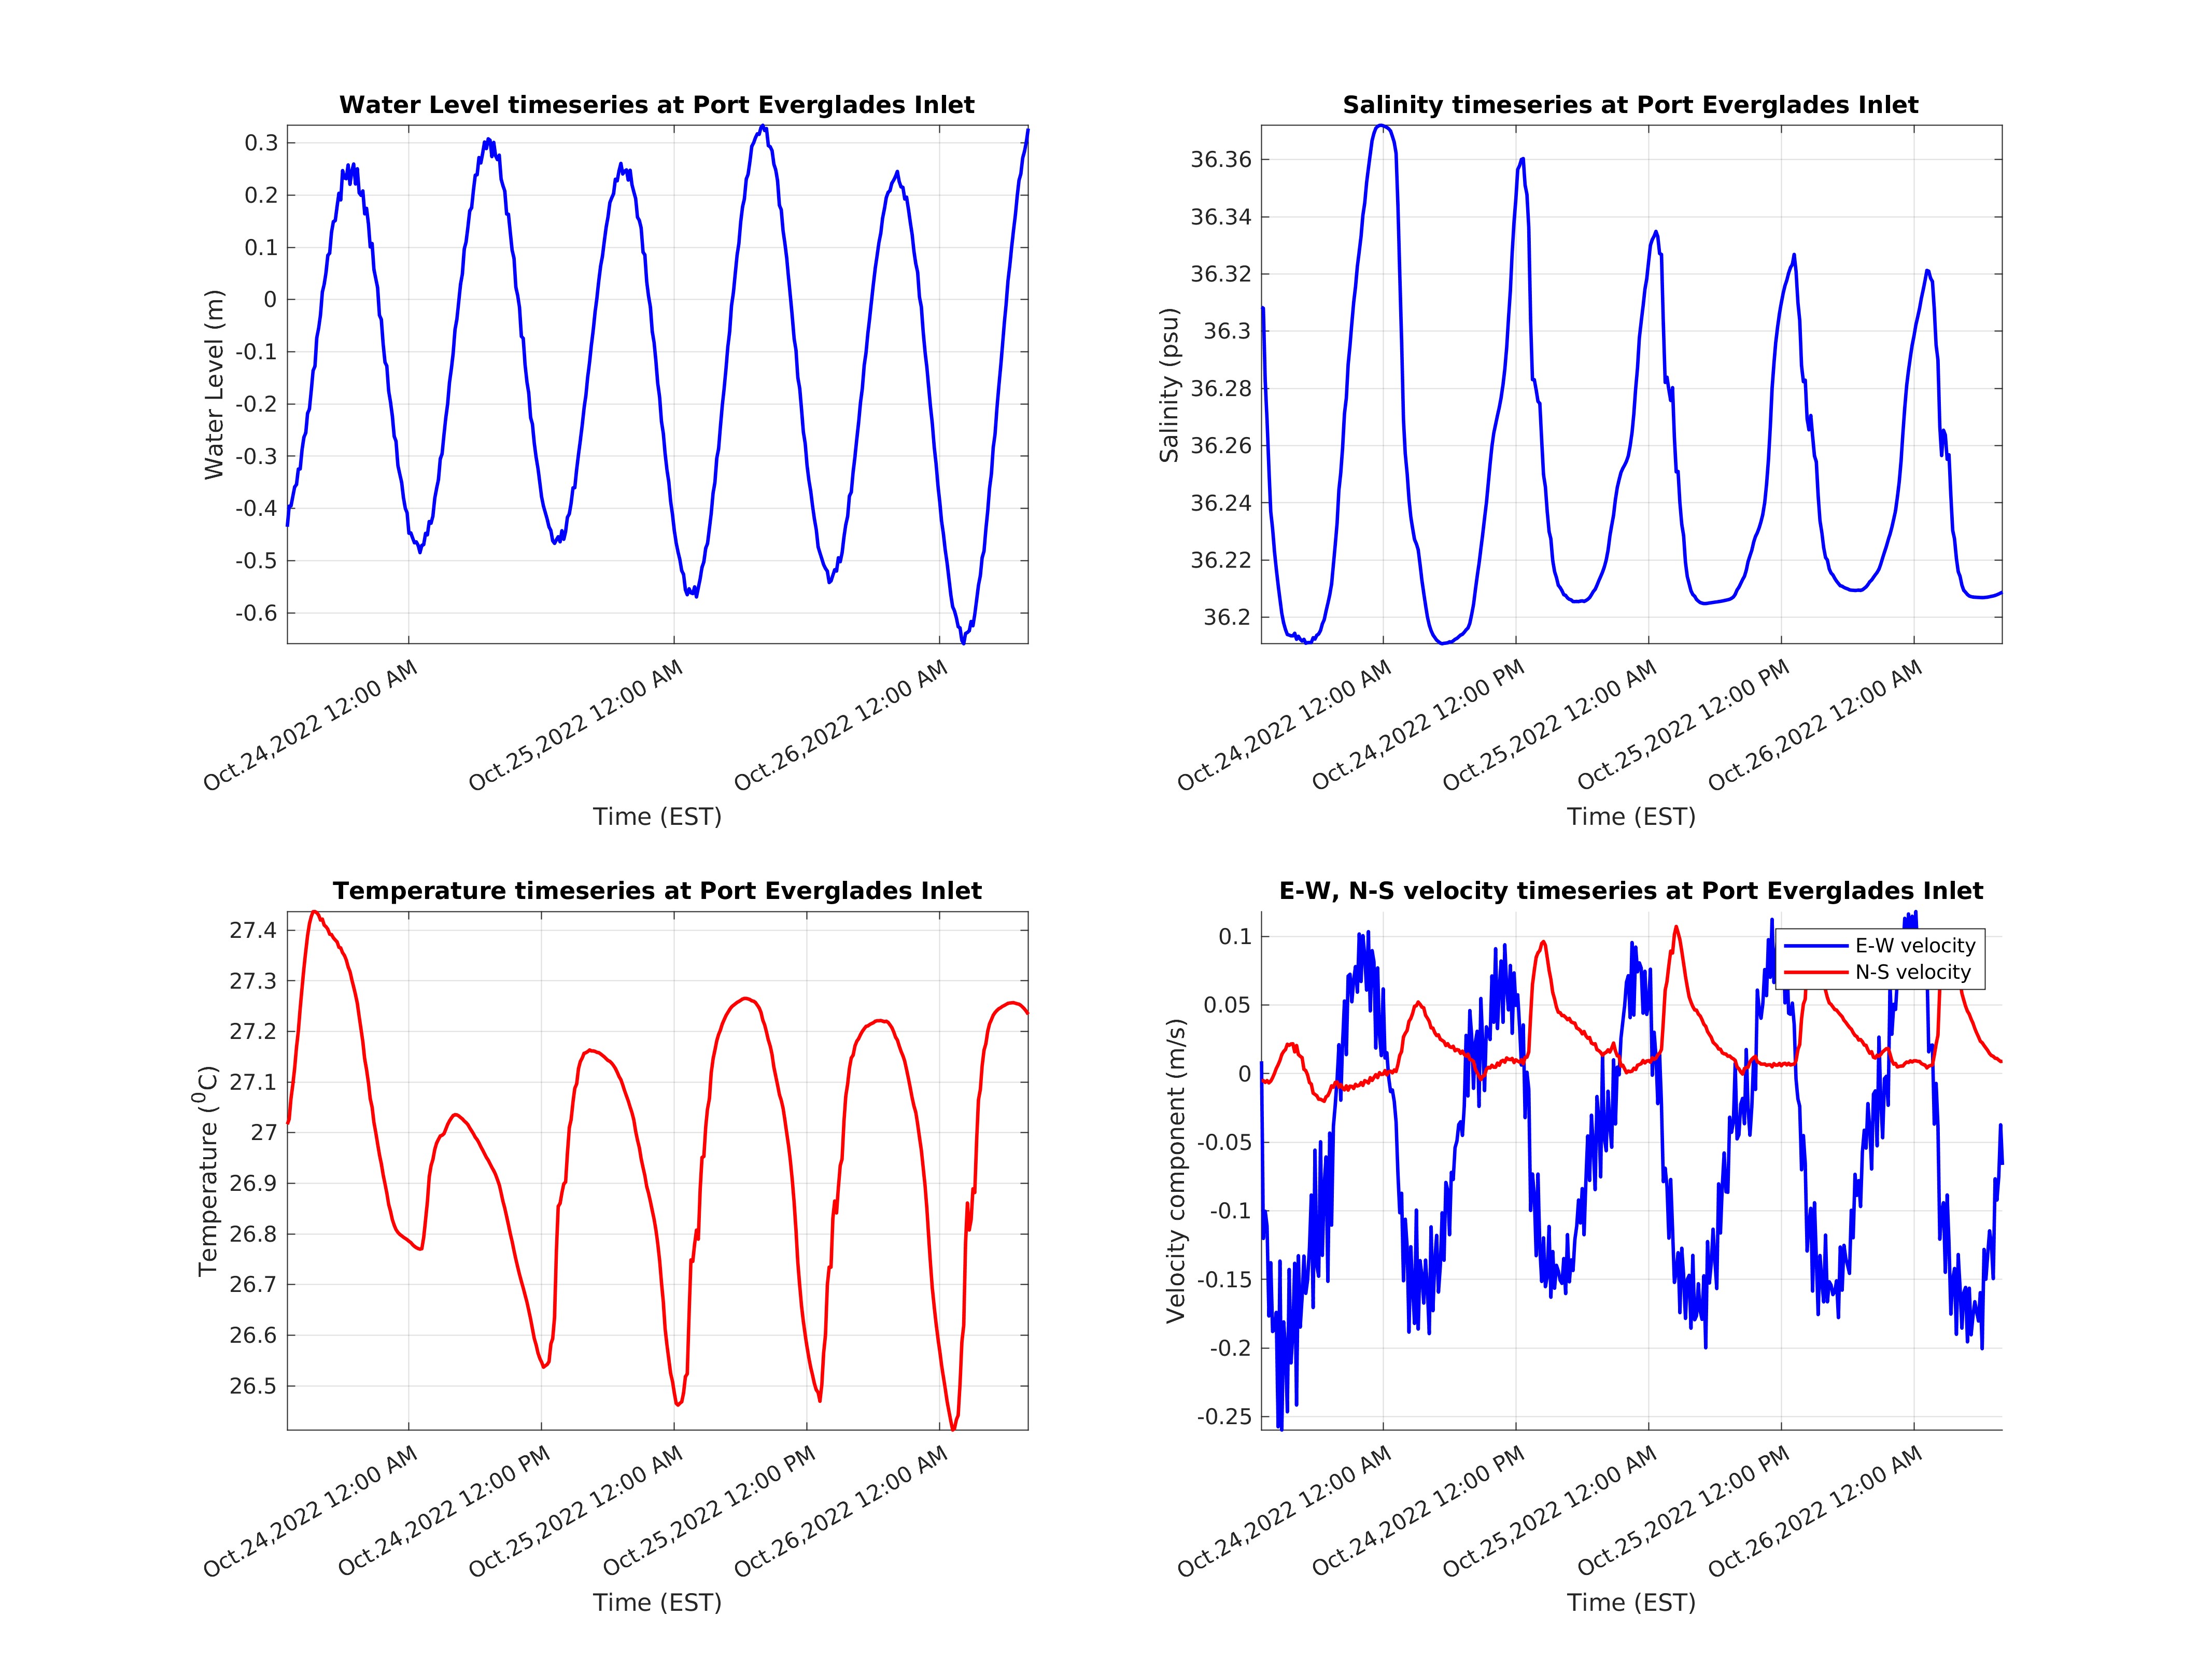 Water Level timeseries at Port Everglades Inlet
0.3
0.2
0.1
0
-0.1
-0.2
-0.3
-0.4
-0.5
-0.6
Water Level (m)
Oct.24,2022 12:00 AM
Oct.25,2022 12:00 AM
Oct.26,2022 12:00 AM
Time (EST)
Salinity timeseries at Port Everglades Inlet
36.36
36.34
36.32
36.3
36.28
36.26
36.24
36.22
36.2
Salinity (psu)
Oct.24,2022 12:00 AM
Oct.24,2022 12:00 PM
Oct.25,2022 12:00 AM
Oct.25,2022 12:00 PM
Oct.26,2022 12:00 AM
Time (EST)
Temperature timeseries at Port Everglades Inlet
27.4
27.3
27.2
27.1
27
26.9
26.8
26.7
26.6
26.5
Temperature (⁰C)
Oct.24,2022 12:00 AM
Oct.24,2022 12:00 PM
Oct.25,2022 12:00 AM
Oct.25,2022 12:00 PM
Oct.26,2022 12:00 AM
Time (EST)
E-W, N-S velocity timeseries at Port Everglades Inlet
E-W velocity
N-S velocity
0.1
0.05
0
-0.05
-0.1
-0.15
-0.2
-0.25
Velocity component (m/s)
Oct.24,2022 12:00 AM
Oct.24,2022 12:00 PM
Oct.25,2022 12:00 AM
Oct.25,2022 12:00 PM
Oct.26,2022 12:00 AM
Time (EST)